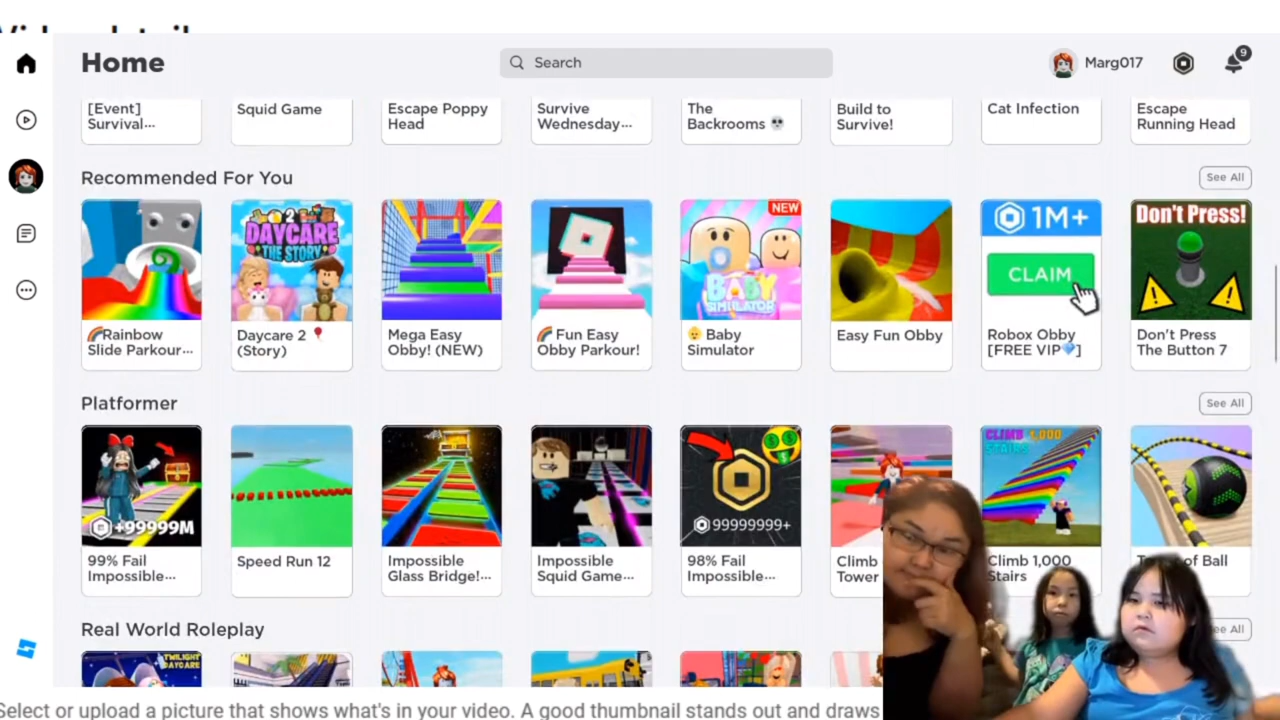 Home
Search
Marg017
9
[Event]
Survival...
Squid Game
Escape Poppy
Head
Survive
Wednesday...
The
Backrooms 💀
Build to
Survive!
Cat Infection
Escape
Running Head
Recommended For You
See All
2
DAYCARE
THE STORY
NEW
BABY
SIMULATOR
1M+
CLAIM
Don't Press!
🌈Rainbow
Slide Parkour...
Daycare 2 🎈
(Story)
Mega Easy
Obby! (NEW)
🌈 Fun Easy
Obby Parkour!
👶 Baby
Simulator
Easy Fun Obby
Robox Obby
[FREE VIP💎]
Don't Press
The Button 7
Platformer
See All
+99999M
99999999+
CLIMB 1,000
STAIRS
99% Fail
Impossible...
Speed Run 12
Impossible
Glass Bridge!...
Impossible
Squid Game...
98% Fail
Impossible...
Climb
Tower
Climb 1,000
Stairs
of Ball
Real World Roleplay
All
TWILIGHT
DAYCARE
Select or upload a picture that shows what's in your video. A good thumbnail stands out and draws